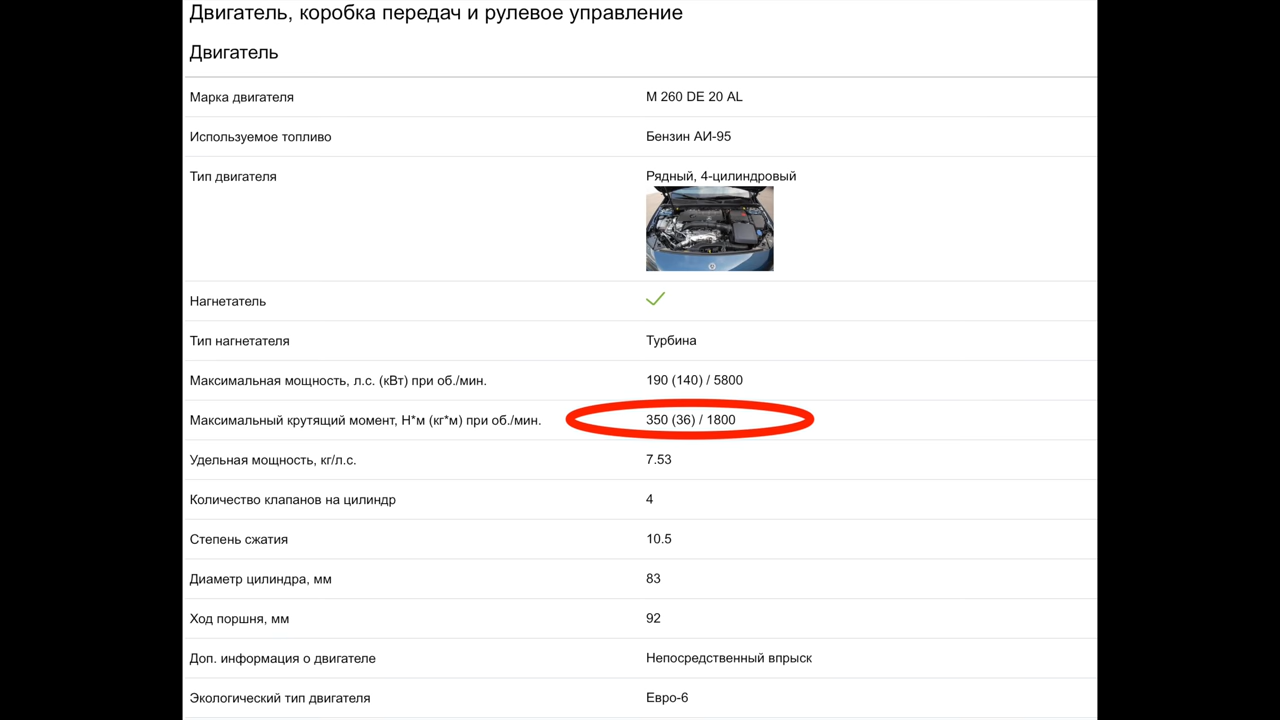 Двигатель, коробка передач и рулевое управление
Двигатель
Марка двигателя M 260 DE 20 AL
Используемое топливо Бензин АИ-95
Тип двигателя Рядный, 4-цилиндровый
Нагнетатель
Тип нагнетателя Турбина
Максимальная мощность, л.с. (кВт) при об./мин. 190 (140) / 5800
Максимальный крутящий момент, Н*м (кг*м) при об./мин. 350 (36) / 1800
Удельная мощность, кг/л.с. 7.53
Количество клапанов на цилиндр 4
Степень сжатия 10.5
Диаметр цилиндра, мм 83
Ход поршня, мм 92
Доп. информация о двигателе Непосредственный впрыск
Экологический тип двигателя Евро-6